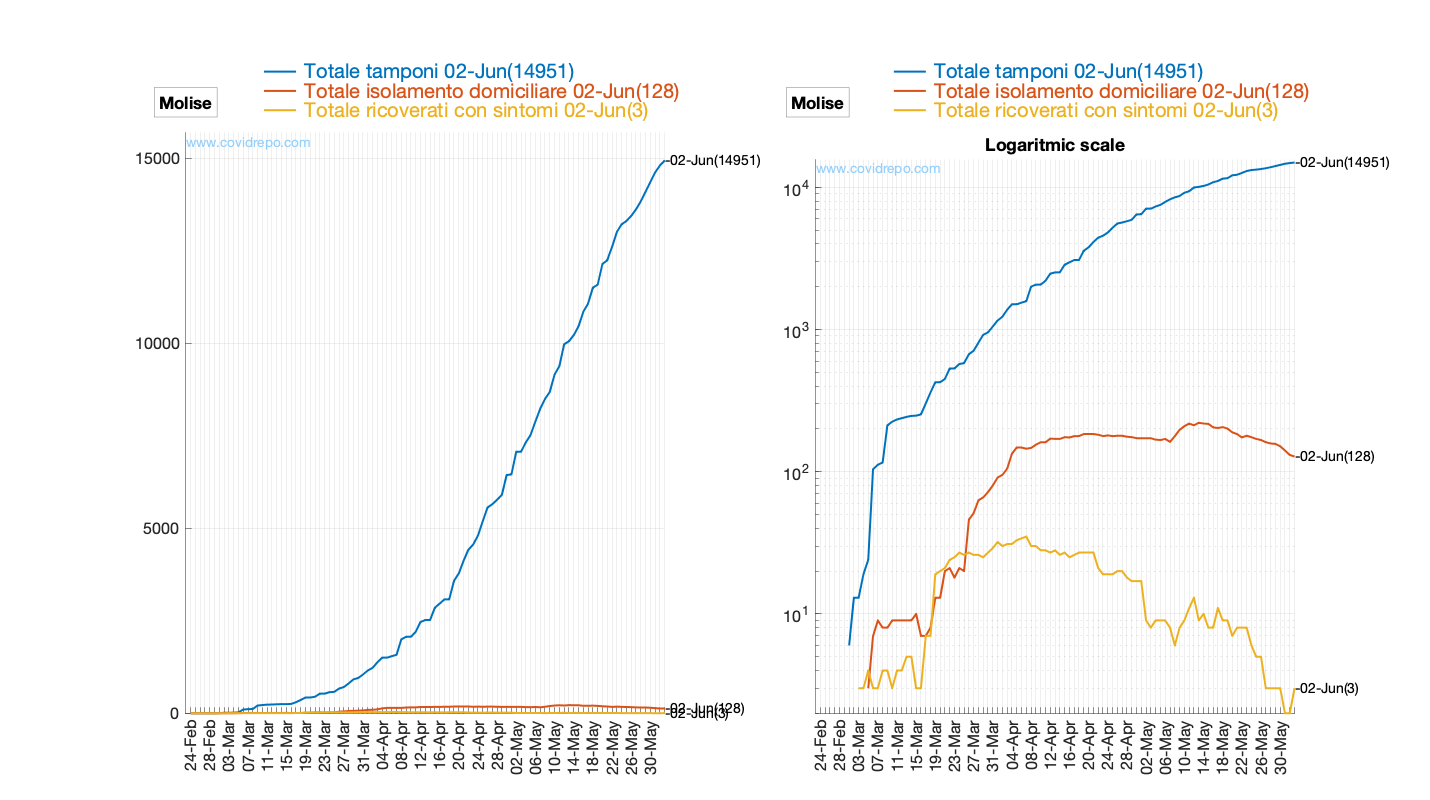 Totale tamponi 02-Jun(14951)
Totale isolamento domiciliare 02-Jun(128)
Totale ricoverati con sintomi 02-Jun(3)
Molise
www.covidrepo.com
15000
10000
5000
0
02-Jun(14951)
02-Jun(128)
02-Jun(3)
24-Feb
28-Feb
03-Mar
07-Mar
11-Mar
15-Mar
19-Mar
23-Mar
27-Mar
31-Mar
04-Apr
08-Apr
12-Apr
16-Apr
20-Apr
24-Apr
28-Apr
02-May
06-May
10-May
14-May
18-May
22-May
26-May
30-May
Totale tamponi 02-Jun(14951)
Totale isolamento domiciliare 02-Jun(128)
Totale ricoverati con sintomi 02-Jun(3)
Molise
Logaritmic scale
www.covidrepo.com
10^4
10^3
10^2
10^1
02-Jun(14951)
02-Jun(128)
02-Jun(3)
24-Feb
28-Feb
03-Mar
07-Mar
11-Mar
15-Mar
19-Mar
23-Mar
27-Mar
31-Mar
04-Apr
08-Apr
12-Apr
16-Apr
20-Apr
24-Apr
28-Apr
02-May
06-May
10-May
14-May
18-May
22-May
26-May
30-May